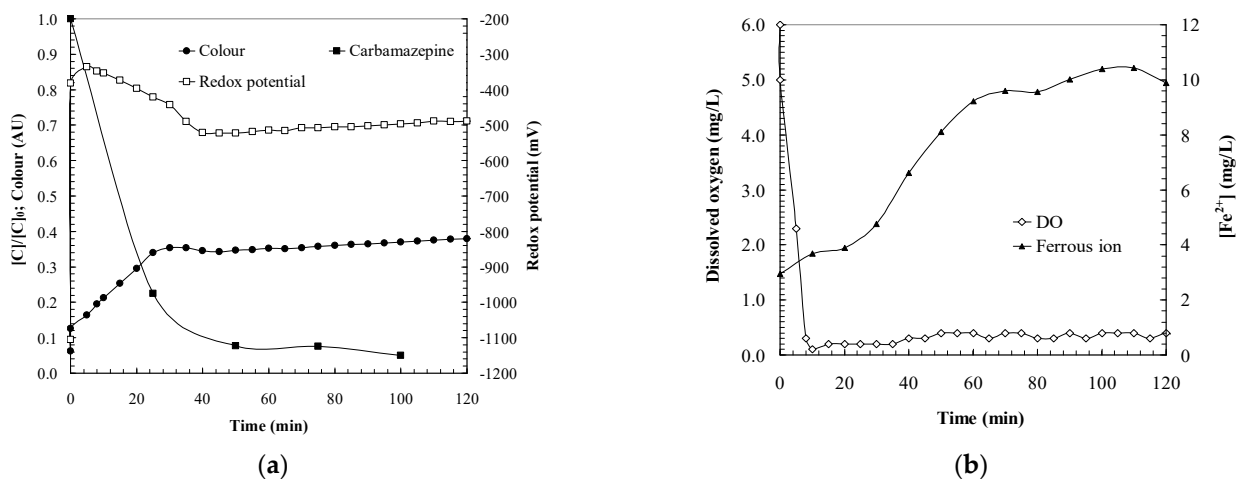 1.0
0.9
0.8
0.7
0.6
0.5
0.4
0.3
0.2
0.1
0.0
[C]/[C]₀; Colour (AU)
Colour
Carbamazepine
Redox potential
-200
-300
-400
-500
-600
-700
-800
-900
-1000
-1100
-1200
Redox potential (mV)
0 20 40 60 80 100 120
Time (min)
(a)
6.0
5.0
4.0
3.0
2.0
1.0
0.0
Dissolved oxygen (mg/L)
DO
Ferrous ion
12
10
8
6
4
2
0
[Fe²⁺] (mg/L)
0 20 40 60 80 100 120
Time (min)
(b)